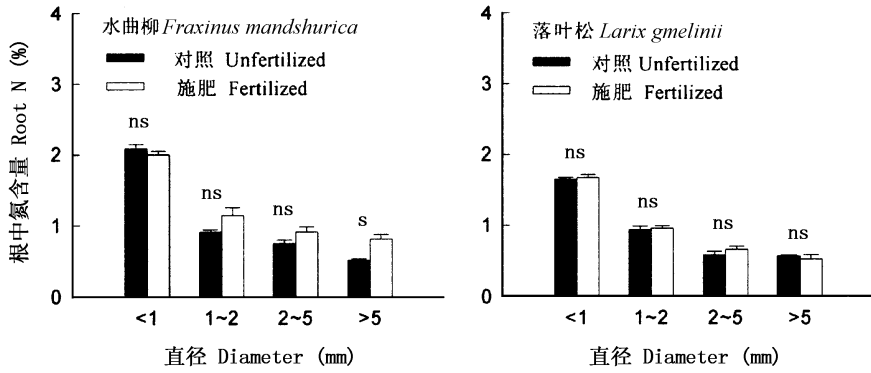 水曲柳 Fraxinus mandshurica
对照 Unfertilized
施肥 Fertilized
根中氮含量 Root N (%)
4
3
2
1
0
ns
ns
ns
s
<1
1~2
2~5
>5
直径 Diameter (mm)
落叶松 Larix gmelinii
对照 Unfertilized
施肥 Fertilized
4
3
2
1
0
ns
ns
ns
ns
<1
1~2
2~5
>5
直径 Diameter (mm)